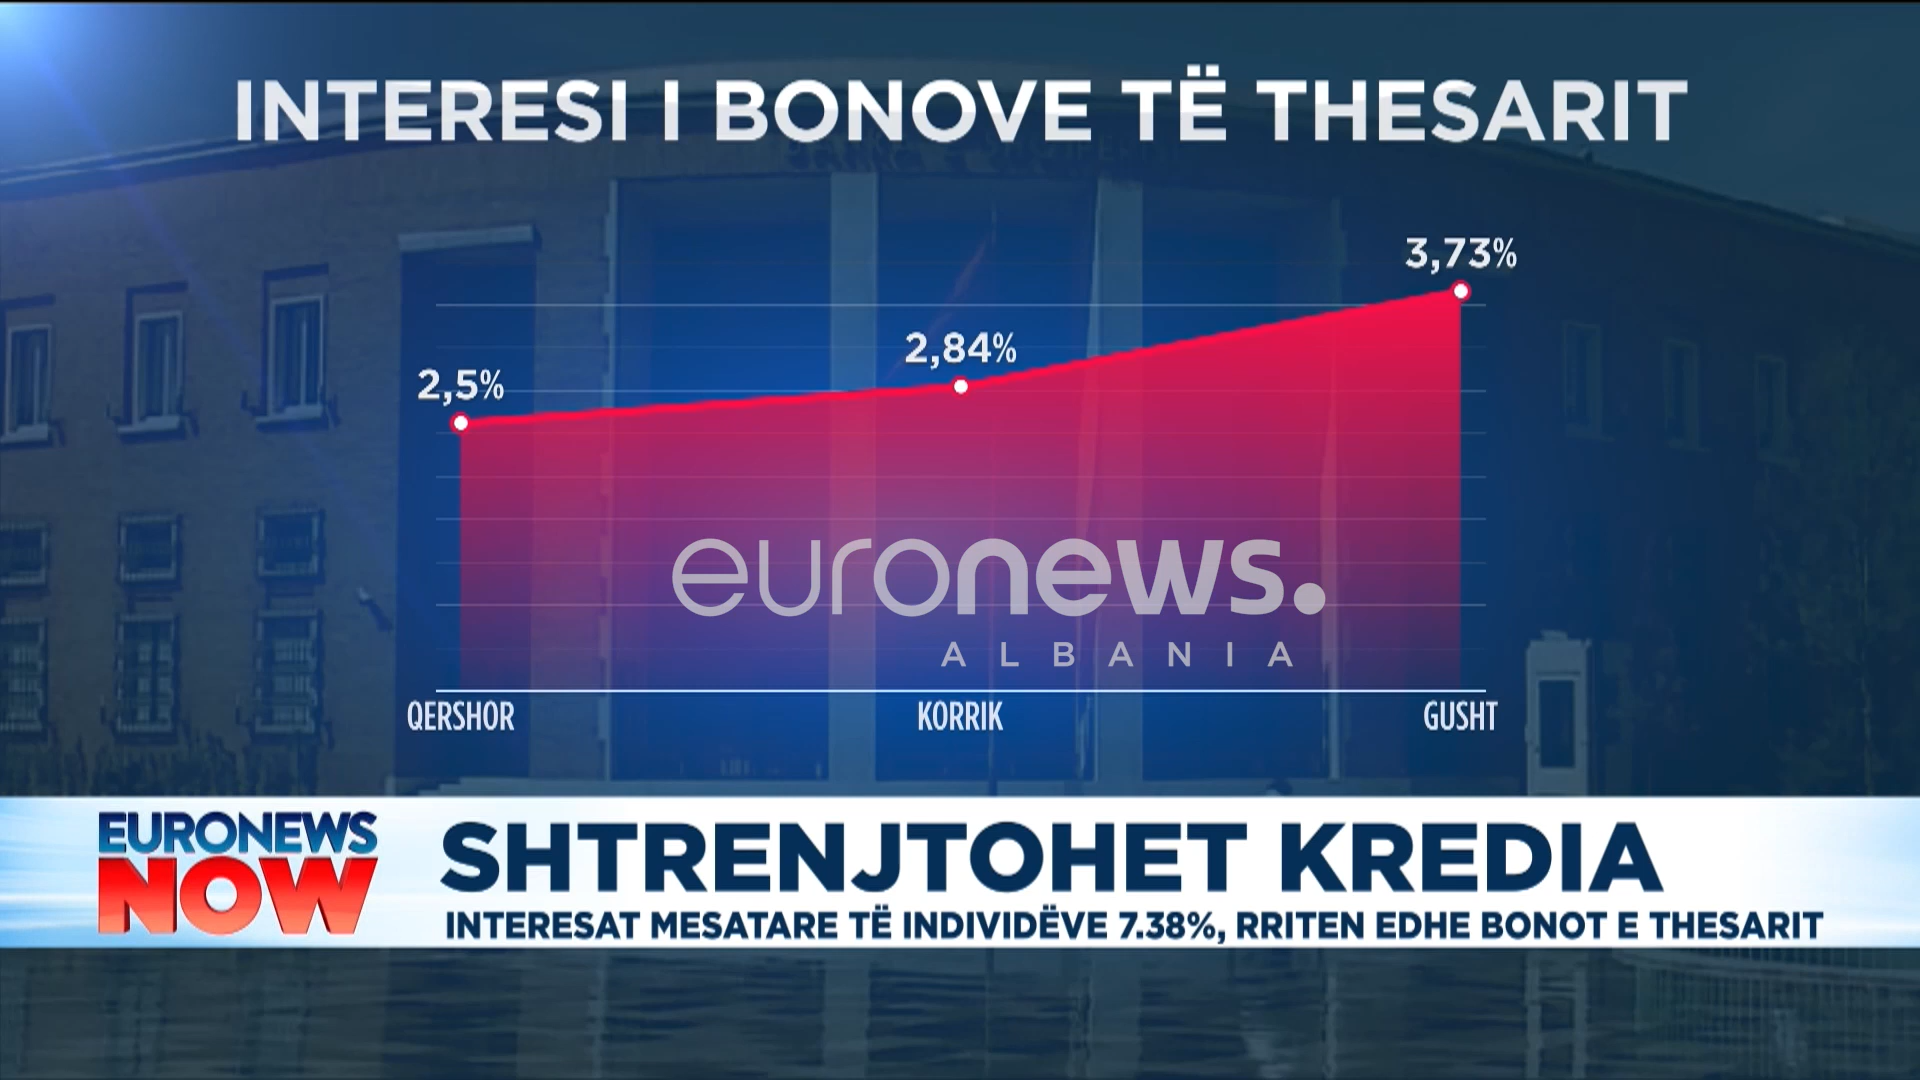 INTERESI I BONOVE TË THESARIT
3,73%
2,84%
2,5%
euronews.
ALBANIA
QERSHOR
KORRIK
GUSHT
EURONEWS
NOW
SHTRENJTOHET KREDIA
INTERESAT MESATARE TË INDIVIDËVE 7.38%, RRITEN EDHE BONOT E THESARIT